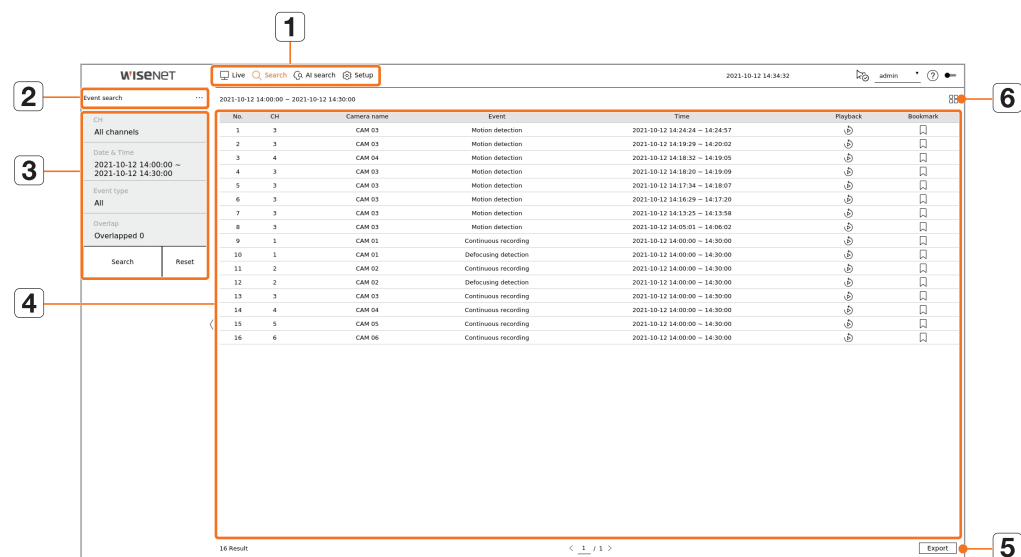 1
WISENET Live Search AI search Setup 2021-10-12 14:34:32 admin ?
2
Event search ... 2021-10-12 14:00:00 ~ 2021-10-12 14:30:00
6
3
CH
All channels
Date & Time
2021-10-12 14:00:00 ~
2021-10-12 14:30:00
Event type
All
Overlap
Overlapped 0
Search Reset
4
No. CH Camera name Event Time Playback Bookmark
1 3 CAM 03 Motion detection 2021-10-12 14:24:24 ~ 14:24:57
2 3 CAM 03 Motion detection 2021-10-12 14:19:29 ~ 14:20:02
3 4 CAM 04 Motion detection 2021-10-12 14:18:32 ~ 14:19:05
4 3 CAM 03 Motion detection 2021-10-12 14:18:20 ~ 14:19:09
5 3 CAM 03 Motion detection 2021-10-12 14:17:34 ~ 14:18:07
6 3 CAM 03 Motion detection 2021-10-12 14:16:29 ~ 14:17:20
7 3 CAM 03 Motion detection 2021-10-12 14:13:25 ~ 14:13:58
8 3 CAM 03 Motion detection 2021-10-12 14:05:01 ~ 14:06:02
9 1 CAM 01 Continuous recording 2021-10-12 14:00:00 ~ 14:30:00
10 1 CAM 01 Defocusing detection 2021-10-12 14:00:00 ~ 14:30:00
11 2 CAM 02 Continuous recording 2021-10-12 14:00:00 ~ 14:30:00
12 2 CAM 02 Defocusing detection 2021-10-12 14:00:00 ~ 14:30:00
13 3 CAM 03 Continuous recording 2021-10-12 14:00:00 ~ 14:30:00
14 4 CAM 04 Continuous recording 2021-10-12 14:00:00 ~ 14:30:00
15 5 CAM 05 Continuous recording 2021-10-12 14:00:00 ~ 14:30:00
16 6 CAM 06 Continuous recording 2021-10-12 14:00:00 ~ 14:30:00
16 Result < 1 / 1 > Export
5